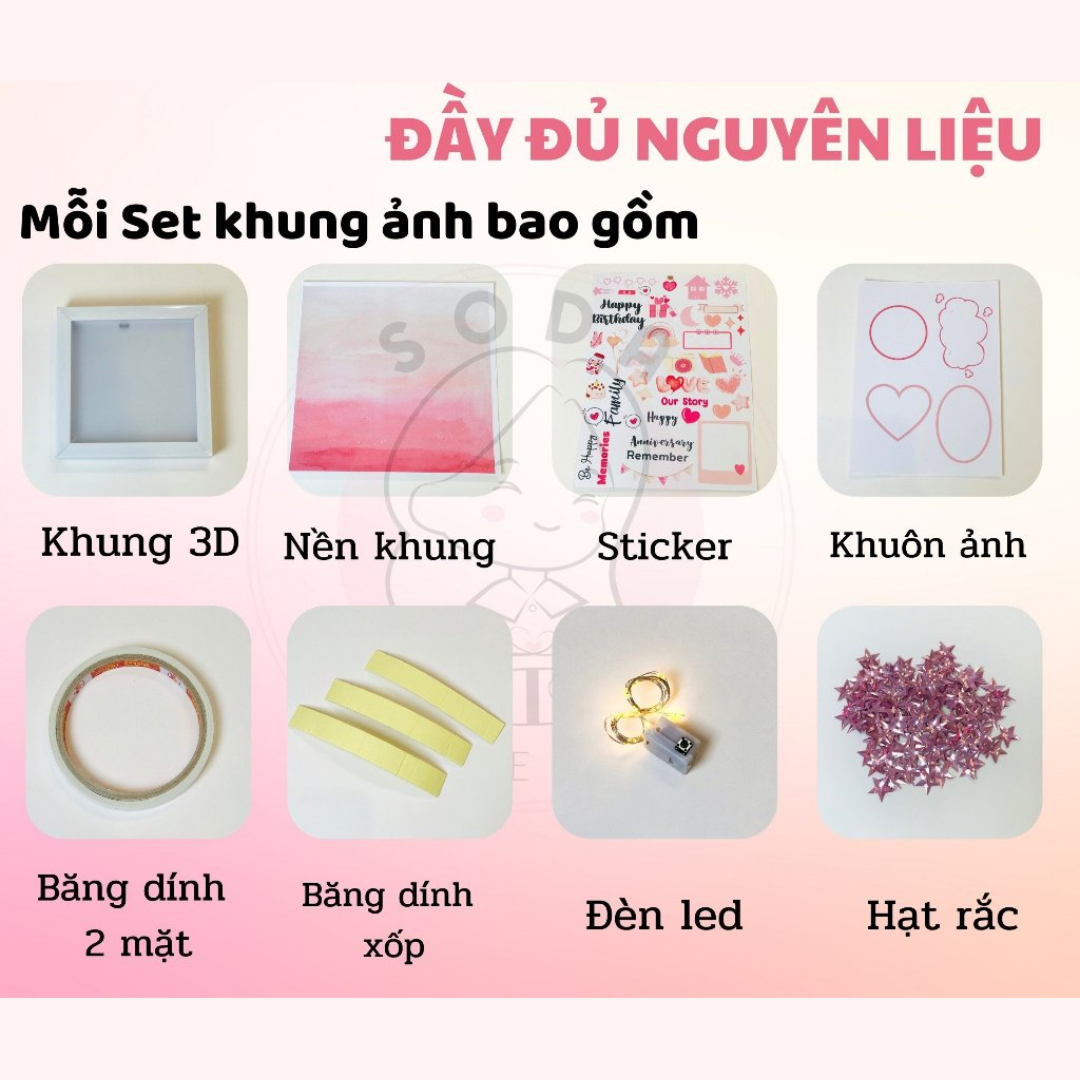 ĐẦY ĐỦ NGUYÊN LIỆU
Mỗi Set khung ảnh bao gồm
SODA
Happy
Birthday
Family
LOVE
Our Story
Happy
Be Happy
Memories
Anniversary
Remember
Khung 3D
Nền khung
Sticker
Khuôn ảnh
Băng dính
2 mặt
Băng dính
xốp
Đèn led
Hạt rắc